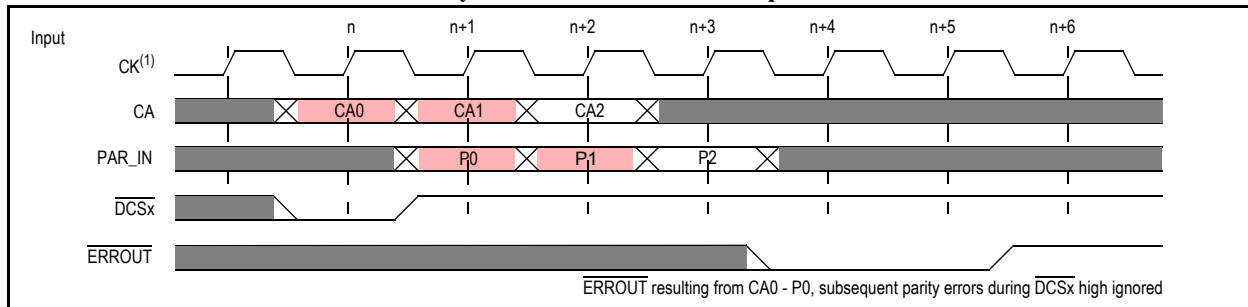 Input
n n+1 n+2 n+3 n+4 n+5 n+6
CK(1)
CA CA0 CA1 CA2
PAR_IN P0 P1 P2
DCSx
ERROUT
ERROUT resulting from CA0 - P0, subsequent parity errors during DCSx high ignored